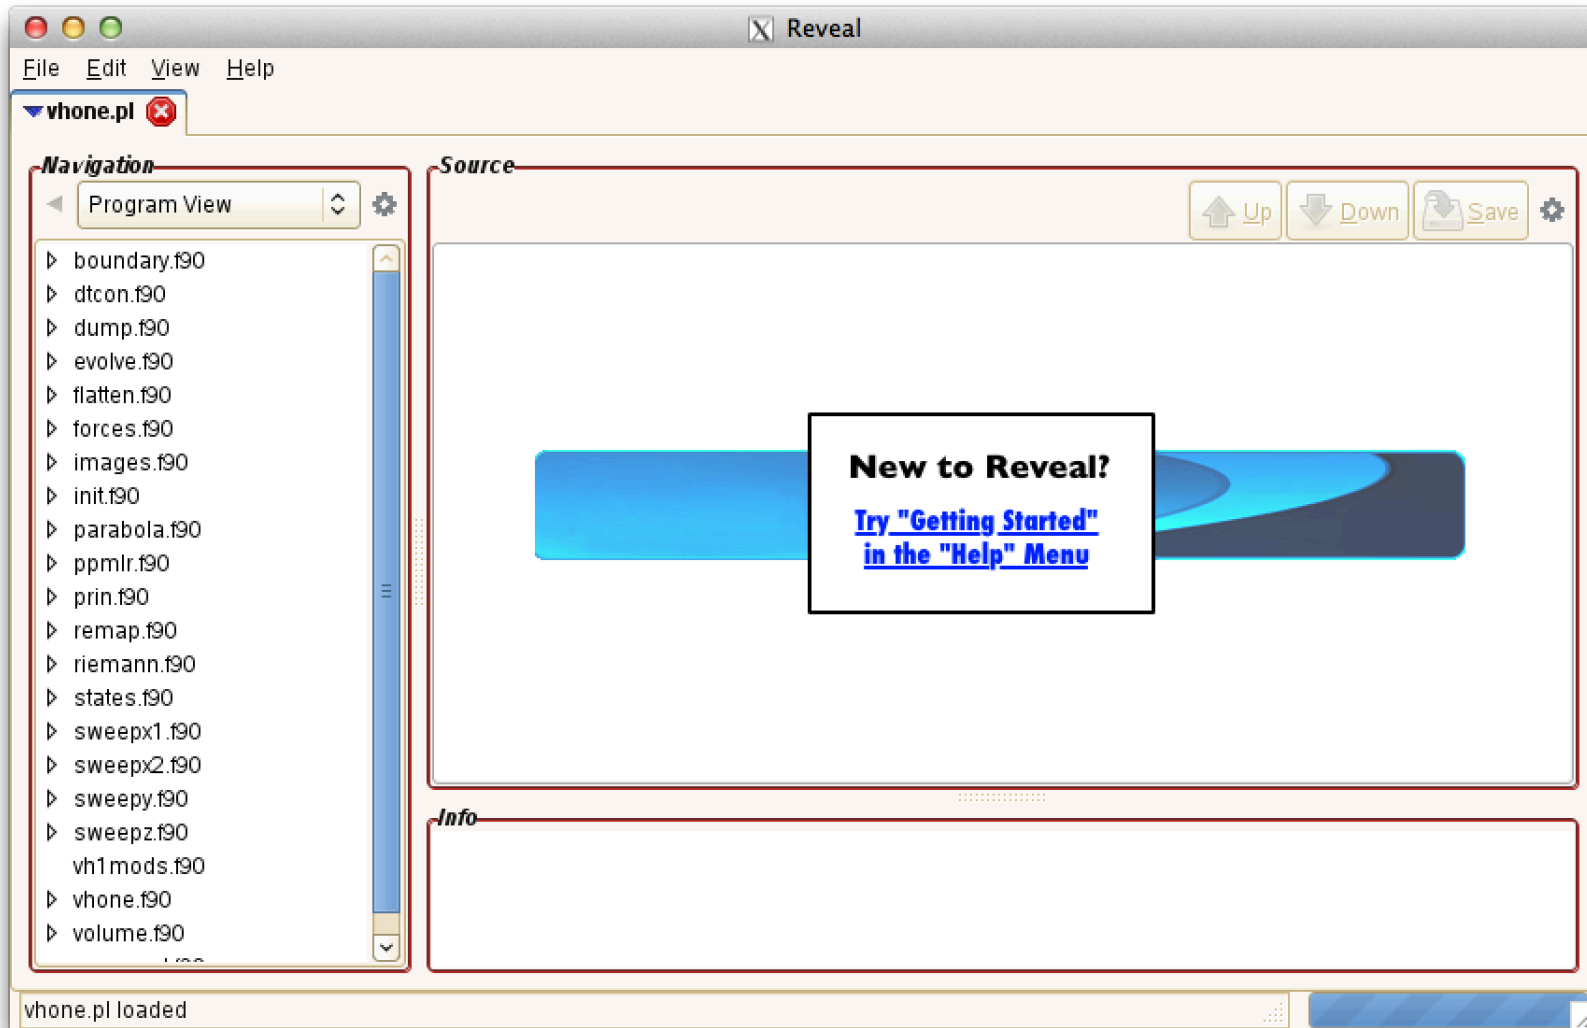 Reveal
File Edit View Help
vhone.pl
Navigation
Program View
boundary.f90
dtcon.f90
dump.f90
evolve.f90
flatten.f90
forces.f90
images.f90
init.f90
parabola.f90
ppmlr.f90
prin.f90
remap.f90
riemann.f90
states.f90
sweepx1.f90
sweepx2.f90
sweepy.f90
sweepz.f90
vh1mods.f90
vhone.f90
volume.f90
Source
Up Down Save
New to Reveal?
Try "Getting Started"
in the "Help" Menu
Info
vhone.pl loaded